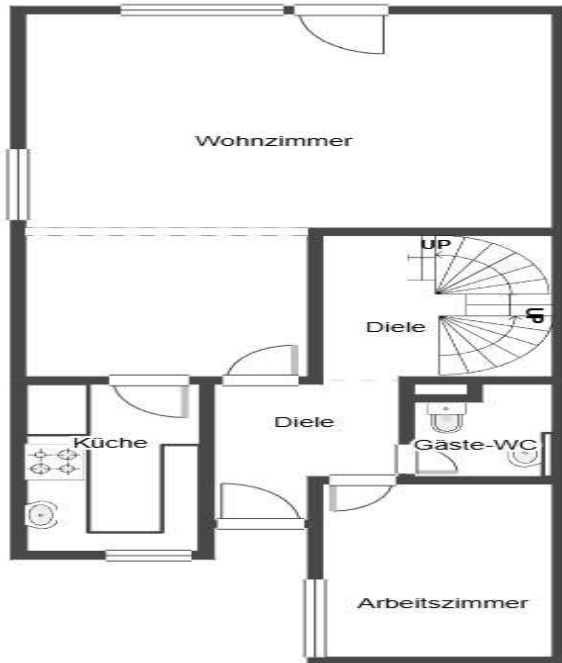 Wohnzimmer
UP
UP
Diele
Diele
Küche
Gäste-WC
Arbeitszimmer